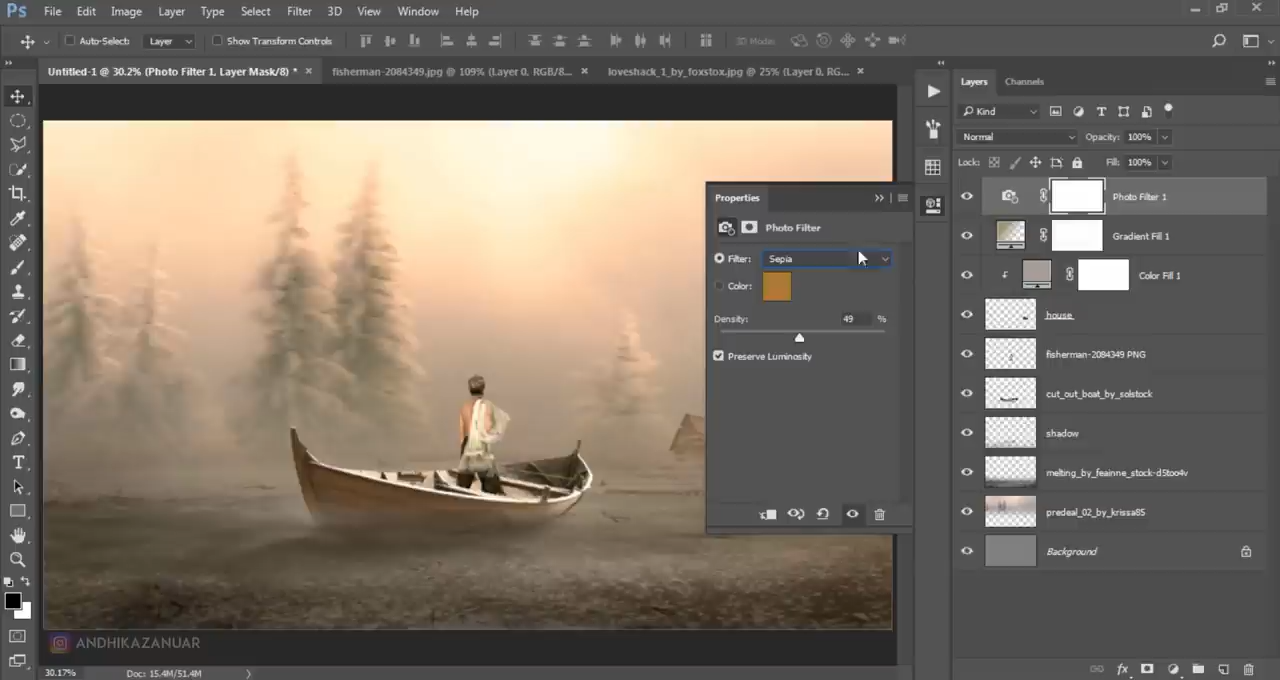 Ps File Edit Image Layer Type Select Filter 3D View Window Help
Auto-Select: Layer Show Transform Controls 3D Mode:
Untitled-1 @ 30.2% (Photo Filter 1, Layer Mask/8) * × fisherman-2084349.jpg @ 109% (Layer 0, RGB/8... × loveshack_1_by_foxstox.jpg @ 25% (Layer 0, RG... ×
Layers Channels
Kind
Normal Opacity: 100%
Lock: Fill: 100%
Photo Filter 1
Gradient Fill 1
Color Fill 1
house
fisherman-2084349 PNG
cut_out_boat_by_solstock
shadow
melting_by_feainne_stock-d5too4v
predeal_02_by_krissa85
Background
Properties
Photo Filter
Filter: Sepia
Color:
Density: 49 %
Preserve Luminosity
ANDHIKAZANUAR
30.17% Doc: 15.4M/51.4M